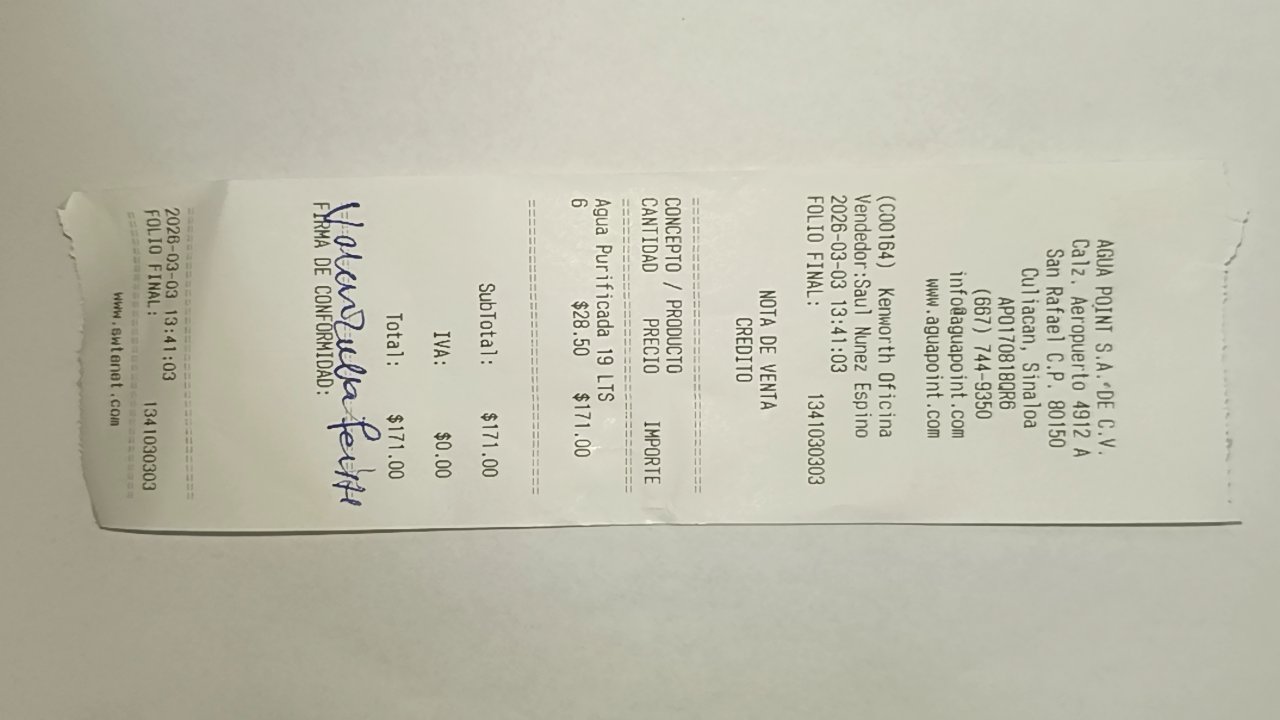 AGUA POINT S.A. DE C.V.
Calz. Aeropuerto 4912 A
San Rafael C.P. 80150
Culiacan, Sinaloa
APO170818QR6
(667) 744-9350
info@aguapoint.com
www.aguapoint.com
(C00164) Kenworth Oficina
Vendedor:Saul Nunez Espino
2026-03-03 13:41:03
FOLIO FINAL: 1341030303
NOTA DE VENTA
CREDITO
==============================
CONCEPTO / PRODUCTO
CANTIDAD PRECIO IMPORTE
==============================
Agua Purificada 19 LTS
6 $28.50 $171.00
==============================
SubTotal: $171.00
IVA: $0.00
Total: $171.00
Valenzuela
FIRMA DE CONFORMIDAD:
==============================
2026-03-03 13:41:03
FOLIO FINAL: 1341030303
==============================
www.swtenet.com